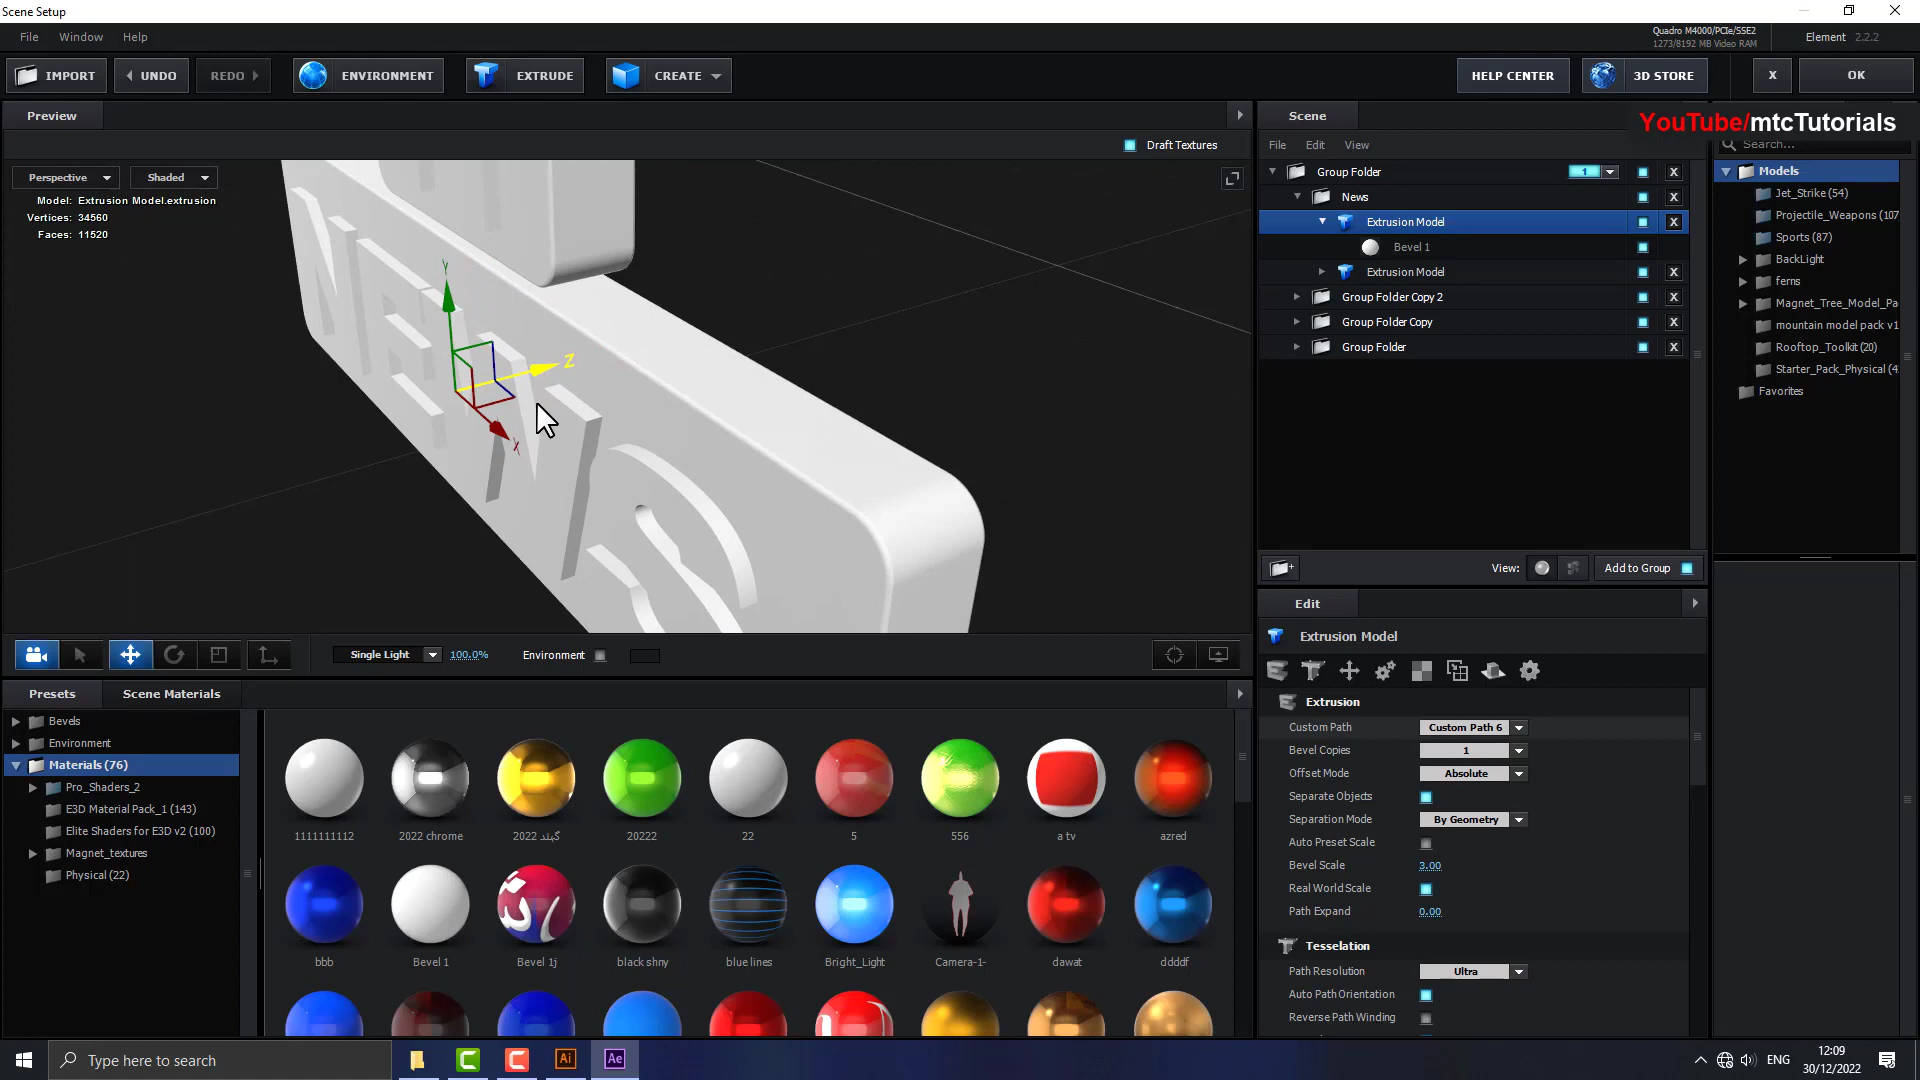 Scene Setup
File Window Help
Quadro M4000/PCIe/SSE2
1273/8192 MB Video RAM
Element 2.2.2
IMPORT UNDO REDO ENVIRONMENT EXTRUDE CREATE HELP CENTER 3D STORE X OK
Preview
Draft Textures
Perspective Shaded
Model: Extrusion Model.extrusion
Vertices: 34560
Faces: 11520
NEWS
Y
Z
X
Single Light 100.0% Environment
Scene
YouTube/mtcTutorials
File Edit View
Search...
Group Folder 1 X
News X
Extrusion Model X
Bevel 1
Extrusion Model X
Group Folder Copy 2 X
Group Folder Copy X
Group Folder X
View: Add to Group
Models
Jet_Strike (54)
Projectile_Weapons (107
Sports (87)
BackLight
ferns
Magnet_Tree_Model_Pa
mountain model pack v1
Rooftop_Toolkit(20)
Starter_Pack_Physical (4
Favorites
Edit
Extrusion Model
Extrusion
Custom Path Custom Path 6
Bevel Copies 1
Offset Mode Absolute
Separate Objects
Separation Mode By Geometry
Auto Preset Scale
Bevel Scale 3.00
Real World Scale
Path Expand 0.00
Tesselation
Path Resolution Ultra
Auto Path Orientation
Reverse Path Winding
Presets Scene Materials
Bevels
Environment
Materials (76)
Pro_Shaders_2
E3D Material Pack_1 (143)
Elite Shaders for E3D v2 (100)
Magnet_textures
Physical (22)
1111111112 2022 chrome 2022 گیند 20222 22 5 556 a tv azred
bbb Bevel 1 Bevel 1j black shny blue lines Bright_Light Camera-1- dawat ddddf
Type here to search
Ai
Ae
ENG
12:09
30/12/2022